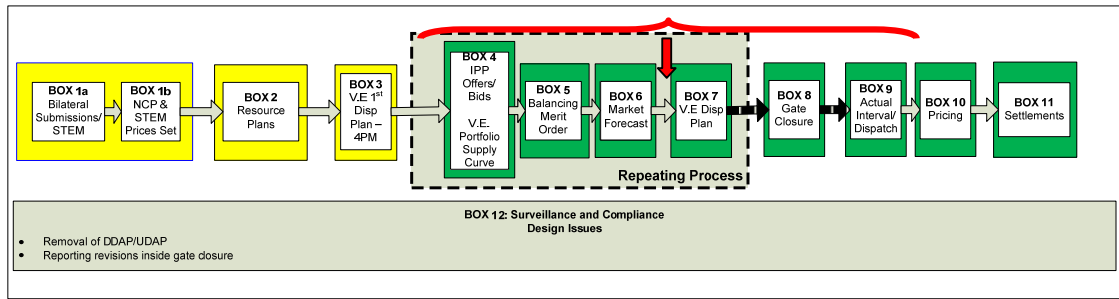 BOX 1a
Bilateral
Submissions/
STEM
BOX 1b
NCP &
STEM
Prices Set
BOX 2
Resource
Plans
BOX 3
V.E 1st
Disp
Plan –
4PM
BOX 4
IPP
Offers/
Bids
V.E.
Portfolio
Supply
Curve
BOX 5
Balancing
Merit
Order
BOX 6
Market
Forecast
BOX 7
V.E Disp
Plan
Repeating Process
BOX 8
Gate
Closure
BOX 9
Actual
Interval/
Dispatch
BOX 10
Pricing
BOX 11
Settlements
BOX 12: Surveillance and Compliance
Design Issues
• Removal of DDAP/UDAP
• Reporting revisions inside gate closure